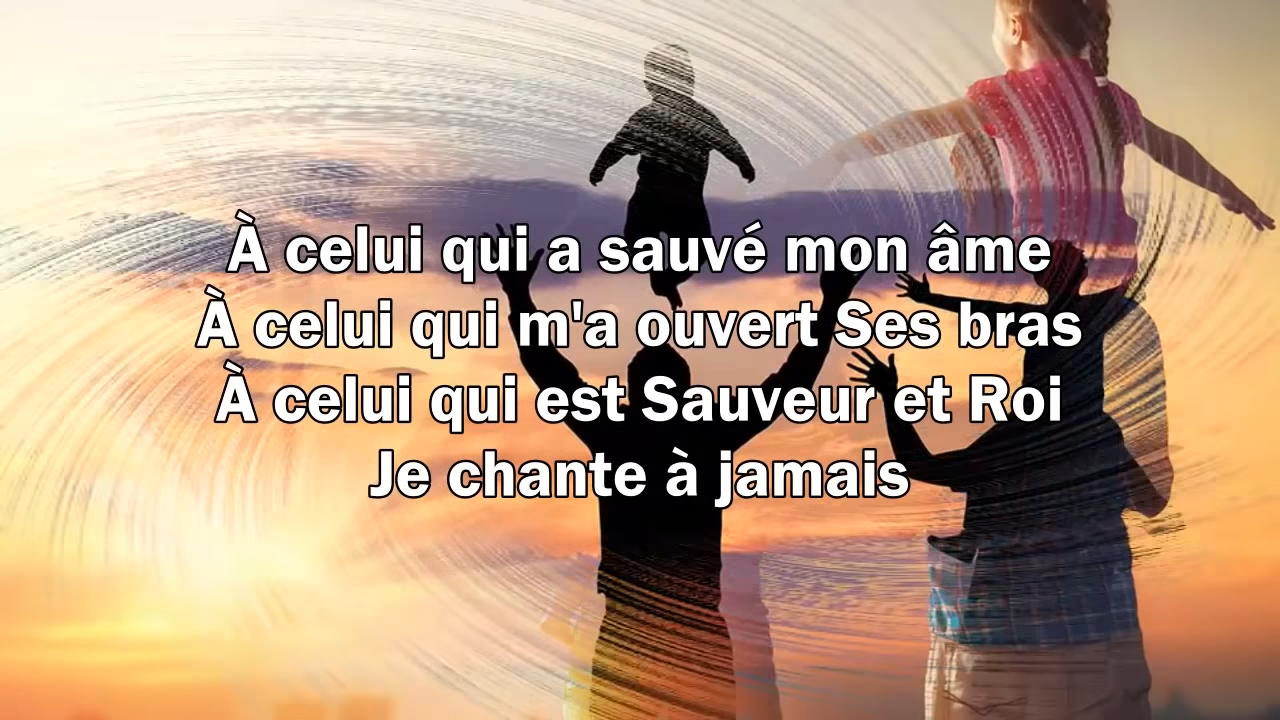 À celui qui a sauvé mon âme
À celui qui m'a ouvert Ses bras
À celui qui est Sauveur et Roi
Je chante à jamais